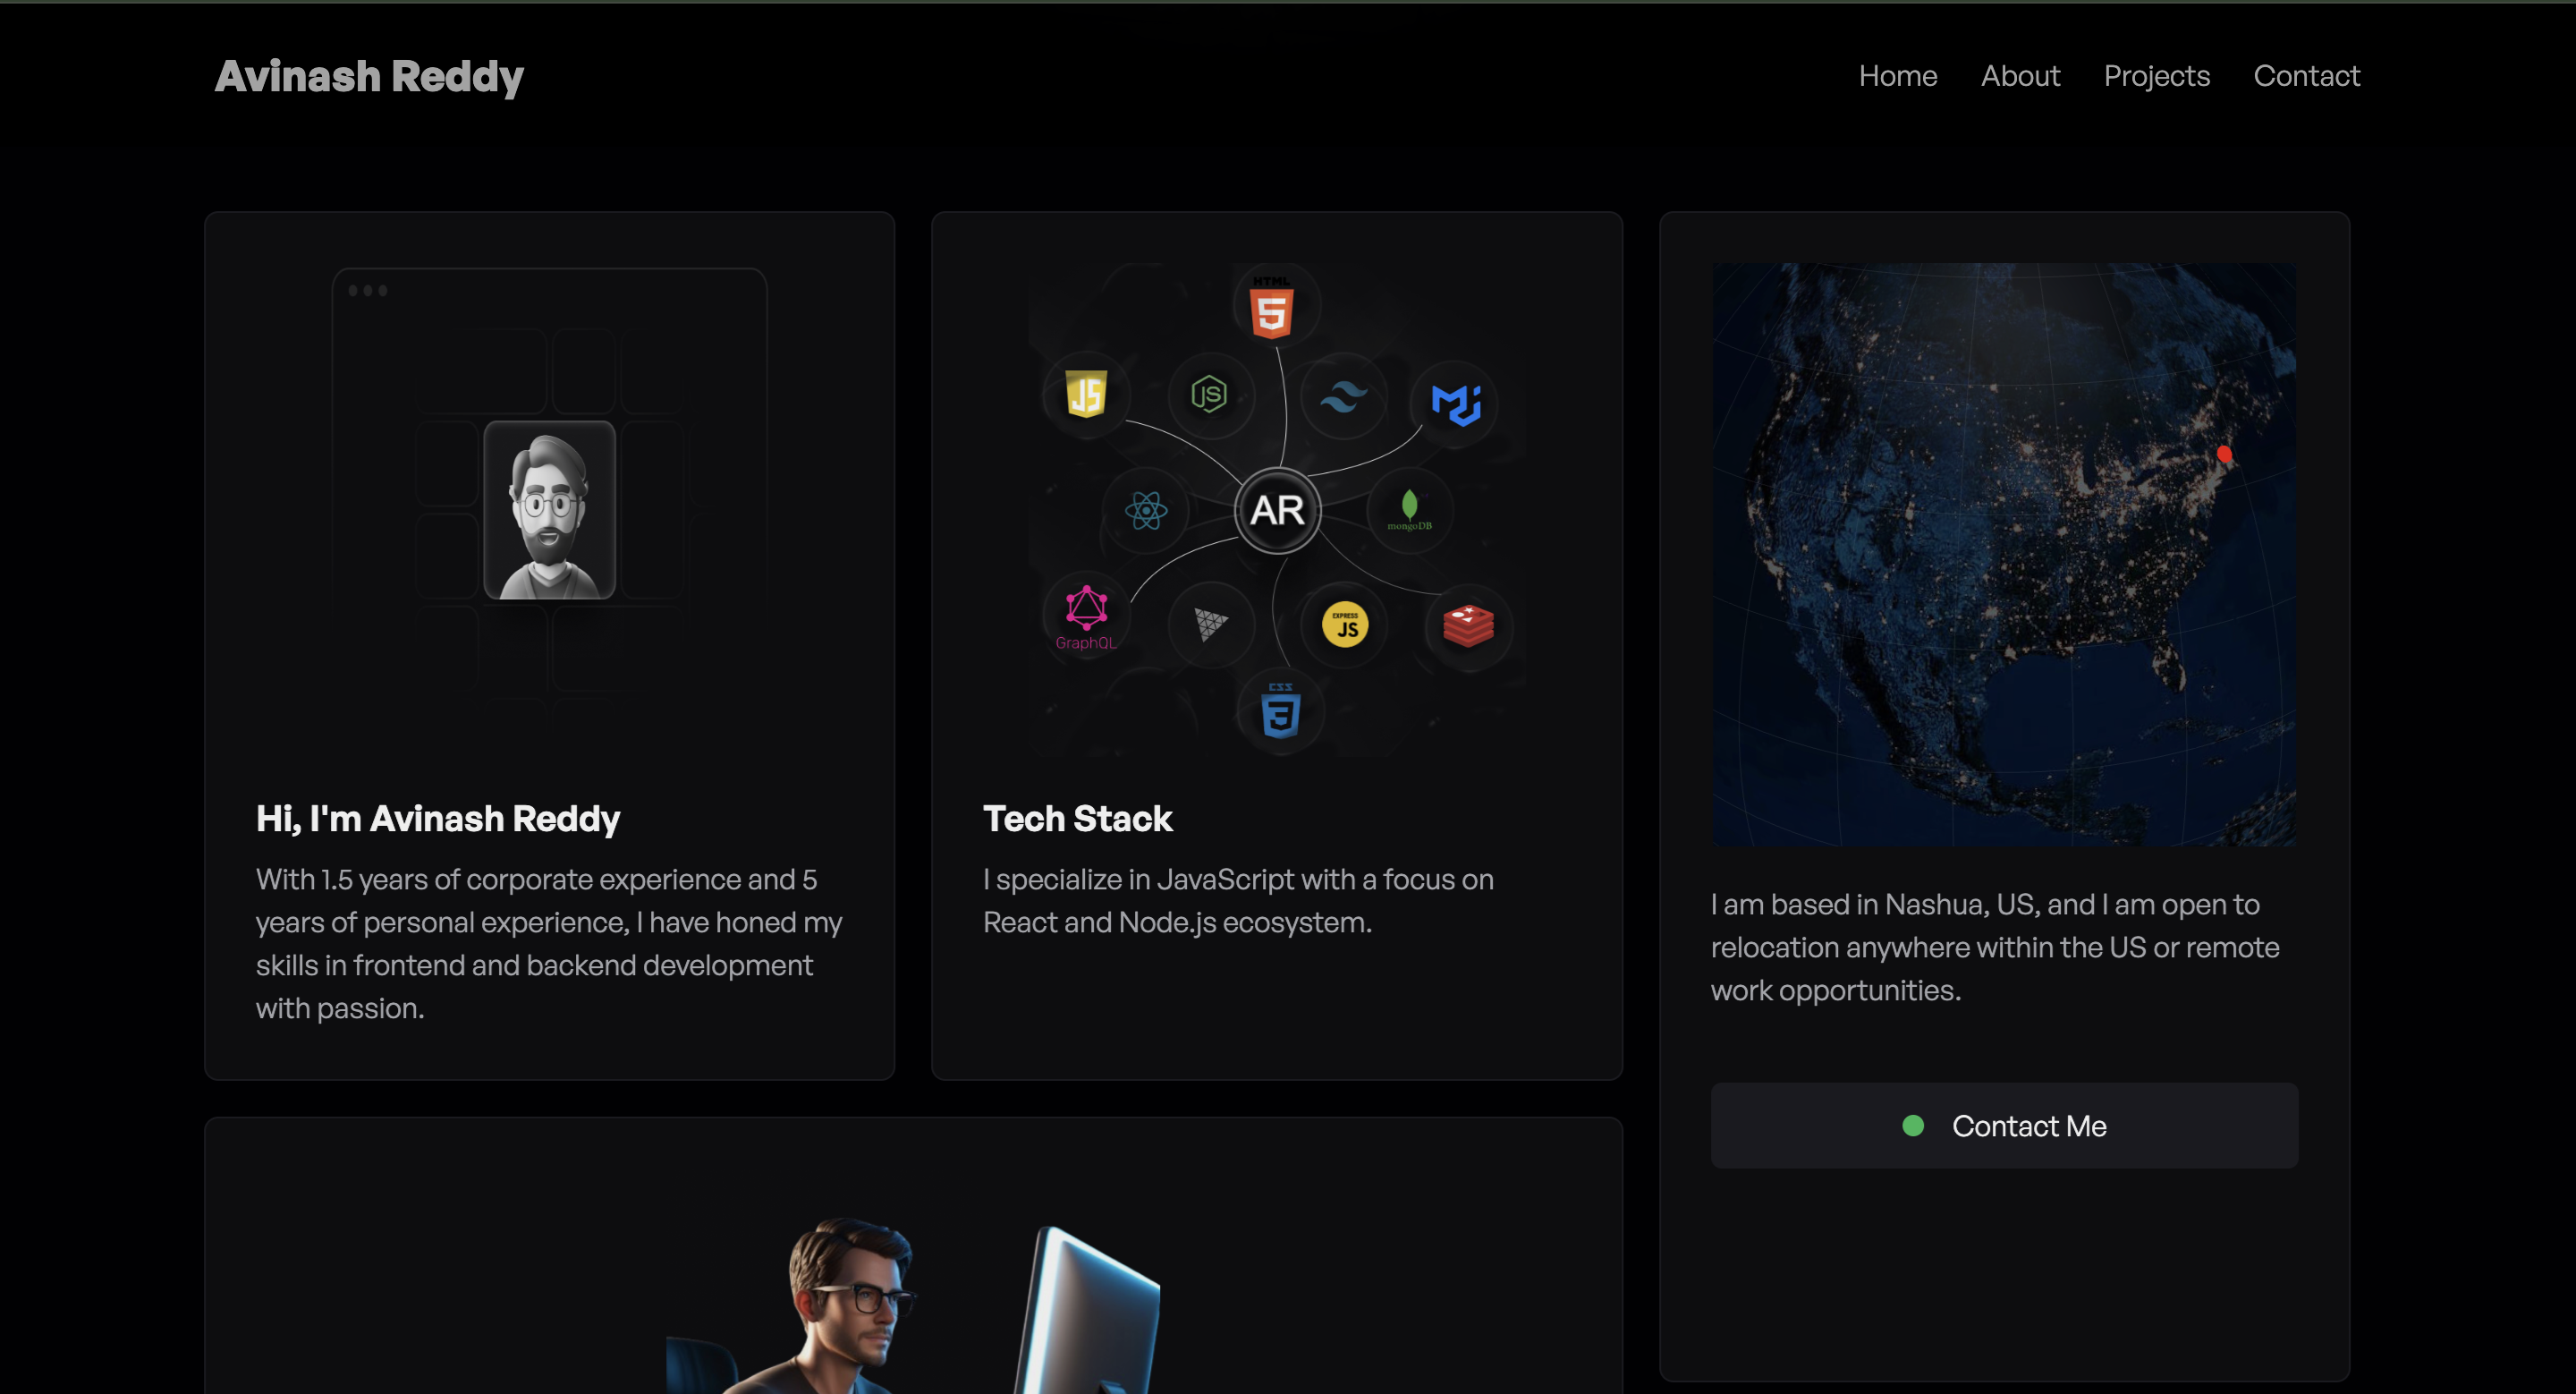 Avinash Reddy
Home About Projects Contact
Hi, I'm Avinash Reddy
With 1.5 years of corporate experience and 5
years of personal experience, I have honed my
skills in frontend and backend development
with passion.
HTML
5
JS
JS
AR
mongoDB
GraphQL
EXPRESS
JS
CSS
3
Tech Stack
I specialize in JavaScript with a focus on
React and Node.js ecosystem.
I am based in Nashua, US, and I am open to
relocation anywhere within the US or remote
work opportunities.
Contact Me